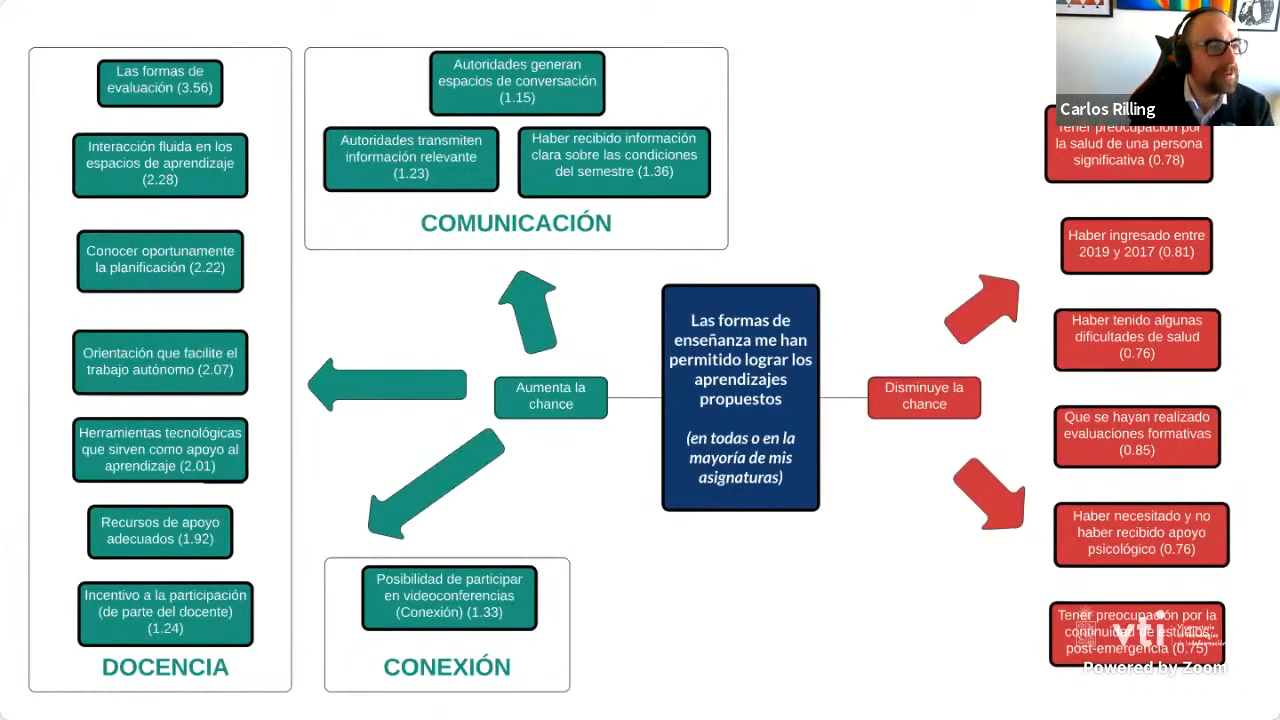 Las formas de
evaluación (3.56)
Interacción fluida en los
espacios de aprendizaje
(2.28)
Conocer oportunamente
la planificación (2.22)
Orientación que facilite el
trabajo autónomo (2.07)
Herramientas tecnológicas
que sirven como apoyo al
aprendizaje (2.01)
Recursos de apoyo
adecuados (1.92)
Incentivo a la participación
(de parte del docente)
(1.24)
DOCENCIA
Autoridades generan
espacios de conversación
(1.15)
Autoridades transmiten
información relevante
(1.23)
Haber recibido información
clara sobre las condiciones
del semestre (1.36)
COMUNICACIÓN
Aumenta la
chance
Posibilidad de participar
en videoconferencias
(Conexión) (1.33)
CONEXIÓN
Las formas de
enseñanza me han
permitido lograr los
aprendizajes
propuestos
(en todas o en la
mayoría de mis
asignaturas)
Disminuye la
chance
Carlos Rilling
Tener preocupación por
la salud de una persona
significativa (0.78)
Haber ingresado entre
2019 y 2017 (0.81)
Haber tenido algunas
dificultades de salud
(0.76)
Que se hayan realizado
evaluaciones formativas
(0.85)
Haber necesitado y no
haber recibido apoyo
psicológico (0.76)
Tener preocupación por la
continuidad de estudios
post-emergencia (0.75)
vti
Powered by Zoom